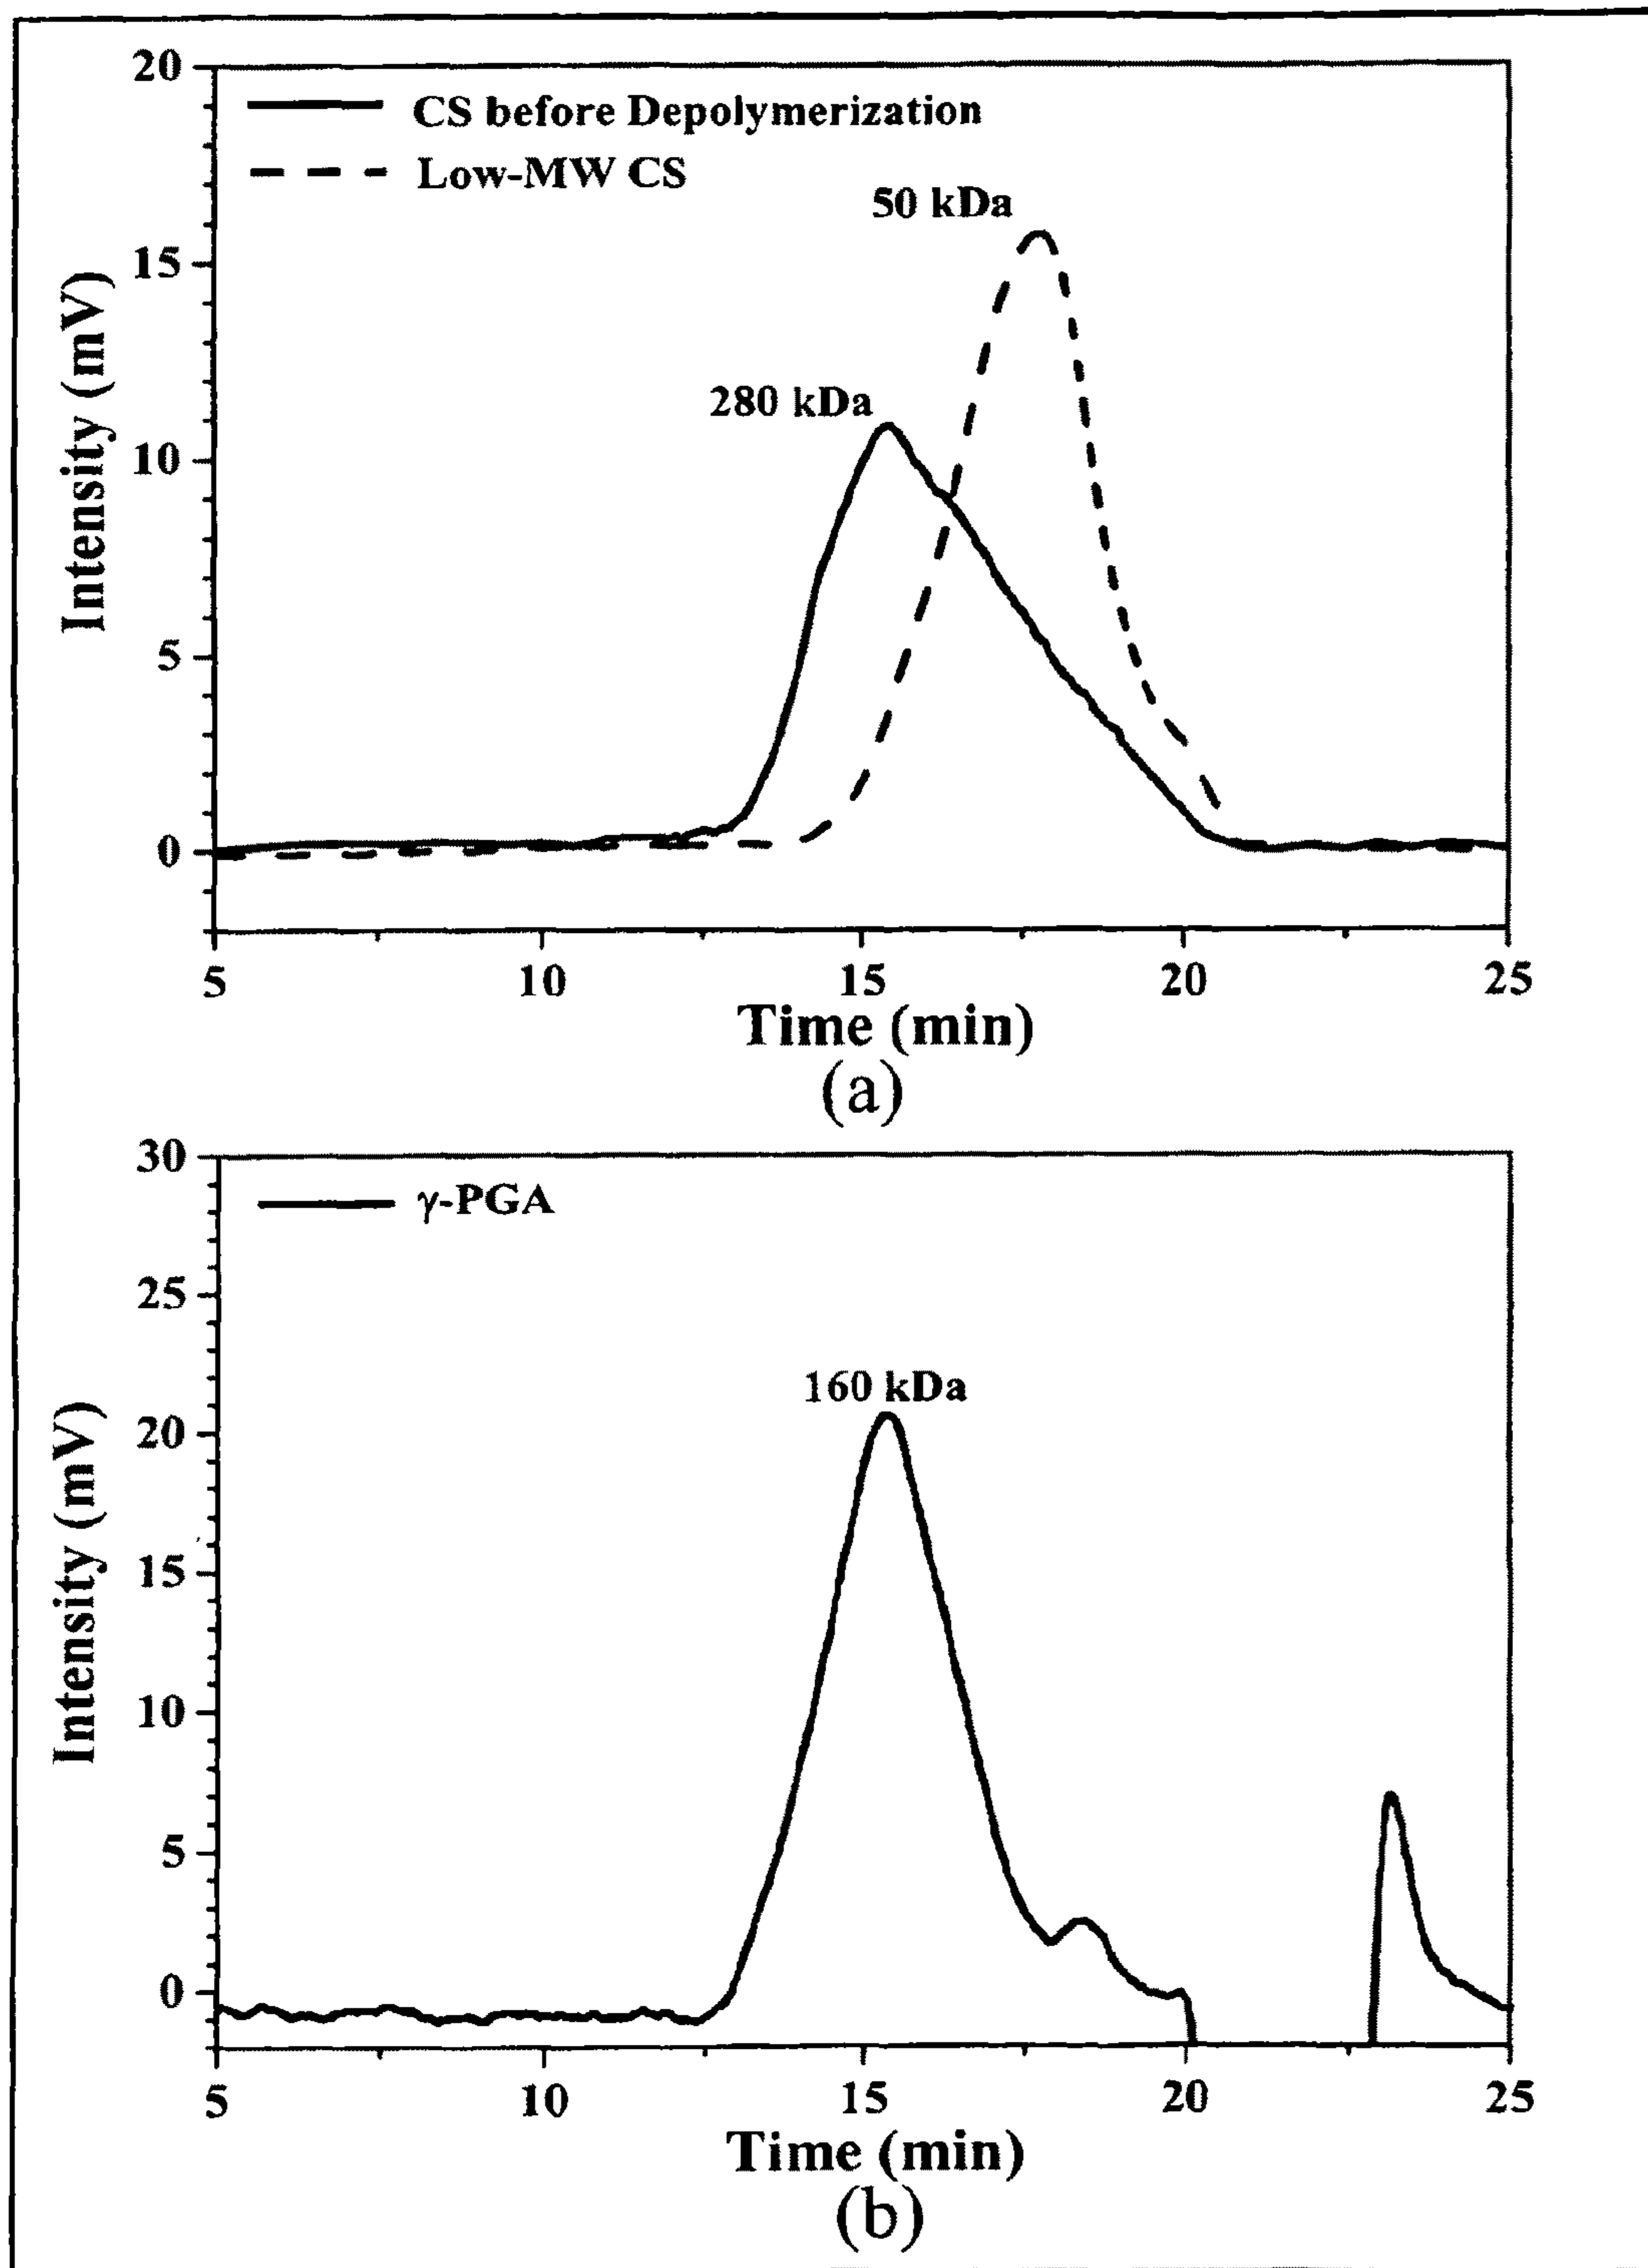 20
CS before Depolymerization
Low-MW CS
50 kDa
15
280 kDa
10
Intensity (mV)
5
0
5 10 15 20 25
Time (min)
(a)
30
γ-PGA
25
160 kDa
20
Intensity (mV)
15
10
5
0
5 10 15 20 25
Time (min)
(b)